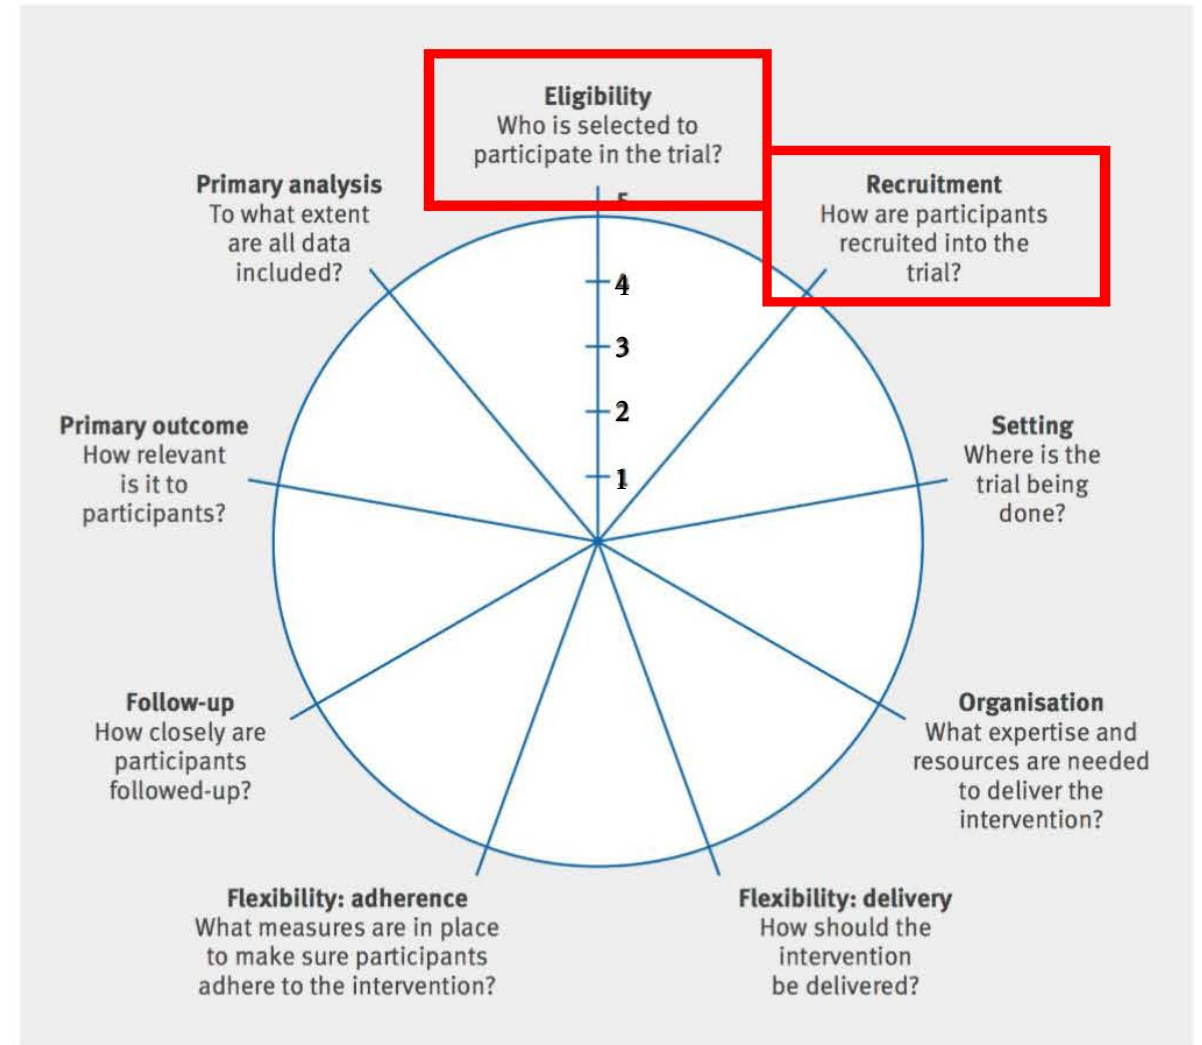 Eligibility
Who is selected to
participate in the trial?
Recruitment
How are participants
recruited into the
trial?
Setting
Where is the
trial being
done?
Organisation
What expertise and
resources are needed
to deliver the
intervention?
Flexibility: delivery
How should the
intervention
be delivered?
Flexibility: adherence
What measures are in place
to make sure participants
adhere to the intervention?
Follow-up
How closely are
participants
followed-up?
Primary outcome
How relevant
is it to
participants?
Primary analysis
To what extent
are all data
included?
4
3
2
1